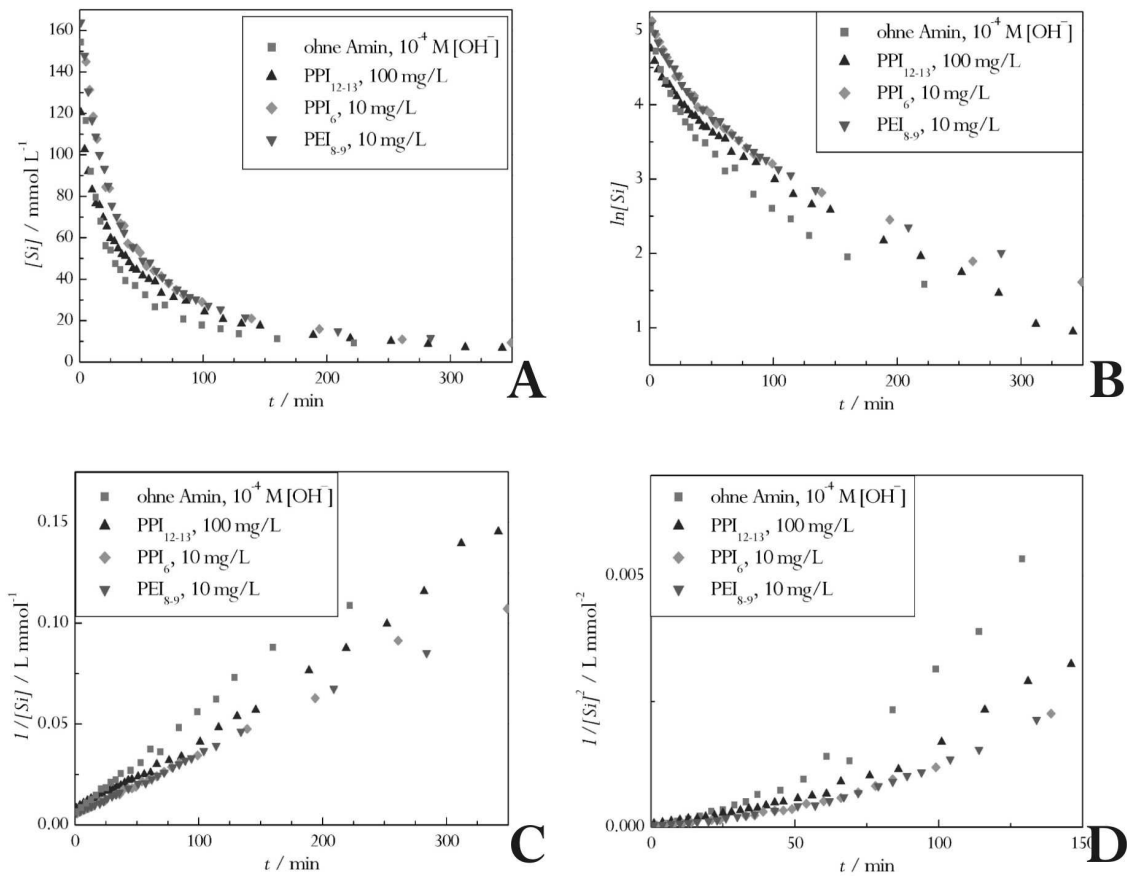 160
140
120
100
80
60
40
20
0
[Si] / mmol L⁻¹
ohne Amin, 10⁻⁴ M [OH⁻]
PPI₁₂₋₁₃, 100 mg/L
PPI₆, 10 mg/L
PEI₈₋₉, 10 mg/L
0 100 200 300
t / min
A
5
4
3
2
1
ln[Si]
ohne Amin, 10⁻⁴ M [OH⁻]
PPI₁₂₋₁₃, 100 mg/L
PPI₆, 10 mg/L
PEI₈₋₉, 10 mg/L
0 100 200 300
t / min
B
0.15
0.10
0.05
0.00
1/[Si] / L mmol⁻¹
ohne Amin, 10⁻⁴ M [OH⁻]
PPI₁₂₋₁₃, 100 mg/L
PPI₆, 10 mg/L
PEI₈₋₉, 10 mg/L
0 50 100 150 200 250 300 350
t / min
C
0.005
0.000
1/[Si]² / L mmol⁻²
ohne Amin, 10⁻⁴ M [OH⁻]
PPI₁₂₋₁₃, 100 mg/L
PPI₆, 10 mg/L
PEI₈₋₉, 10 mg/L
0 50 100 150
t / min
D